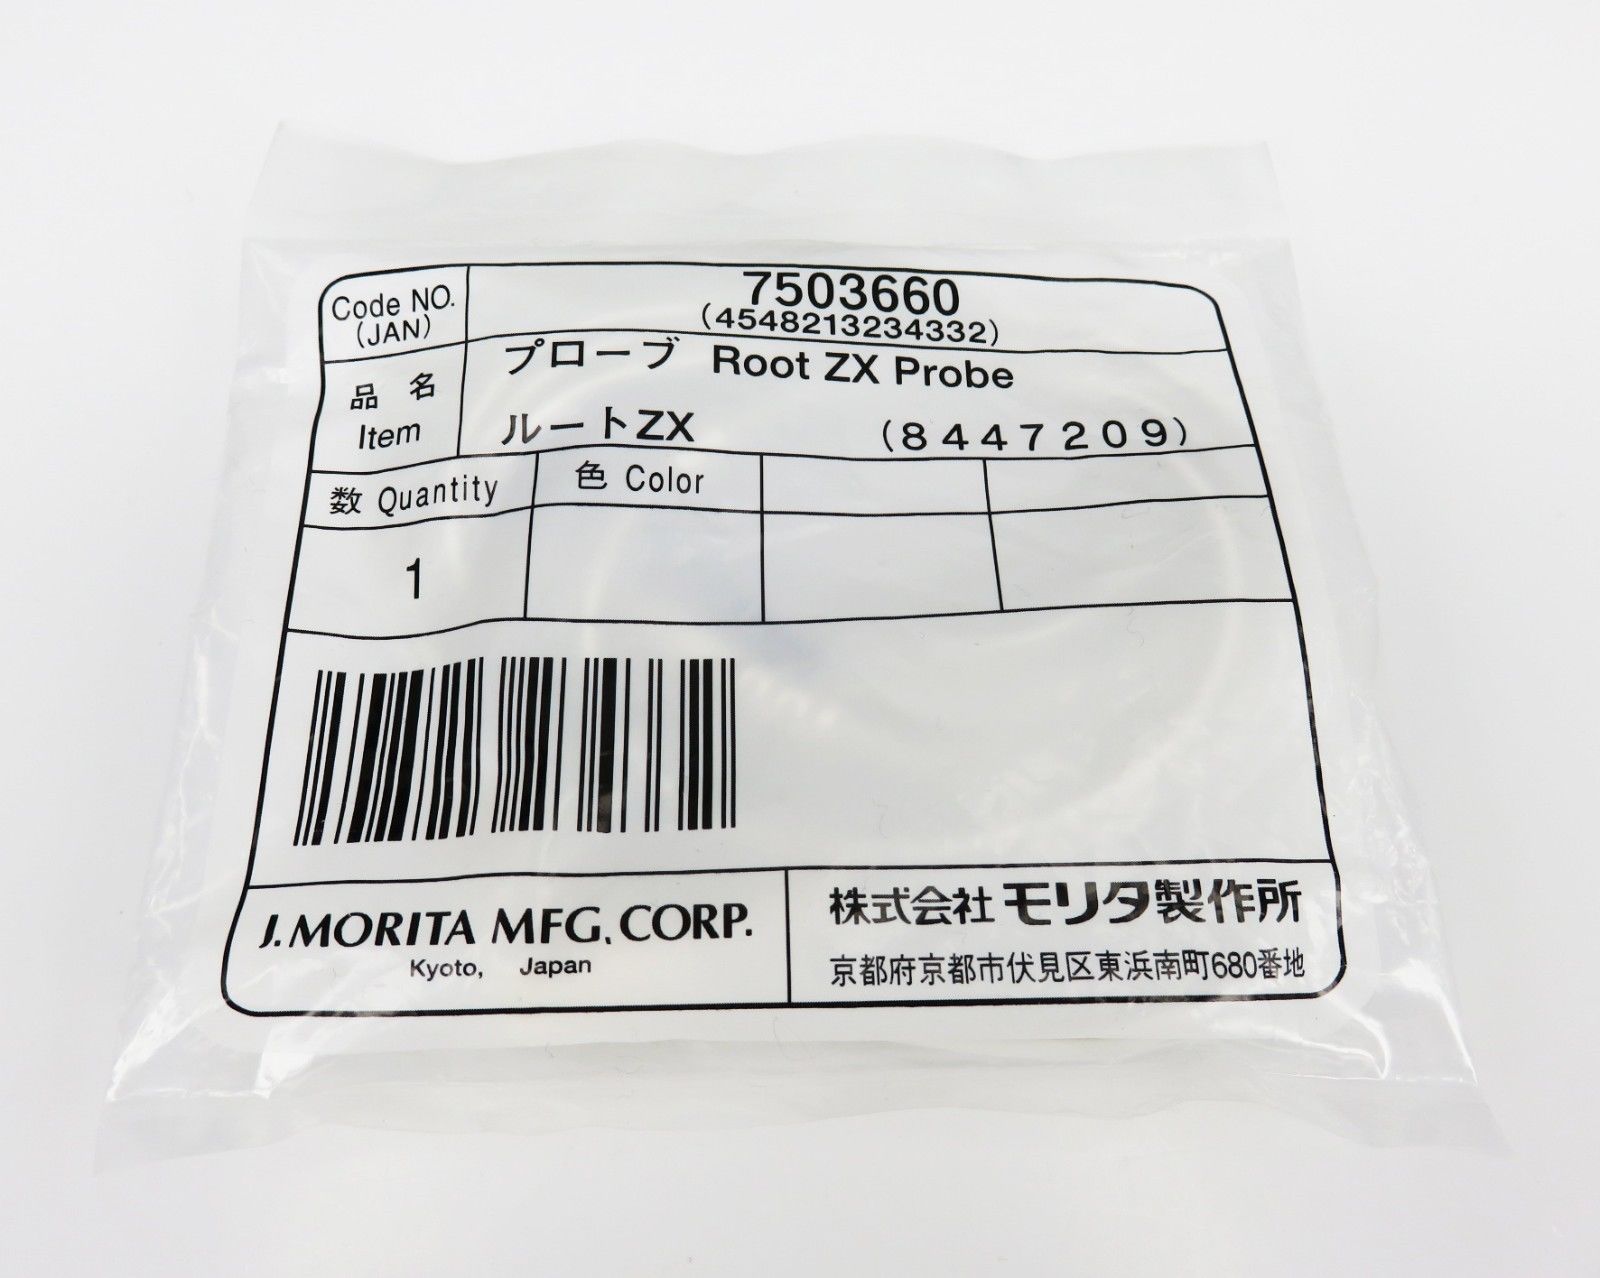 Code NO.
(JAN)
7503660
(4548213234332)
品 名
Item
プローブ Root ZX Probe
ルートZX (8447209)
数 Quantity
色 Color
1
J. MORITA MFG. CORP.
Kyoto, Japan
株式会社 モリタ製作所
京都府京都市伏見区東浜南町680番地